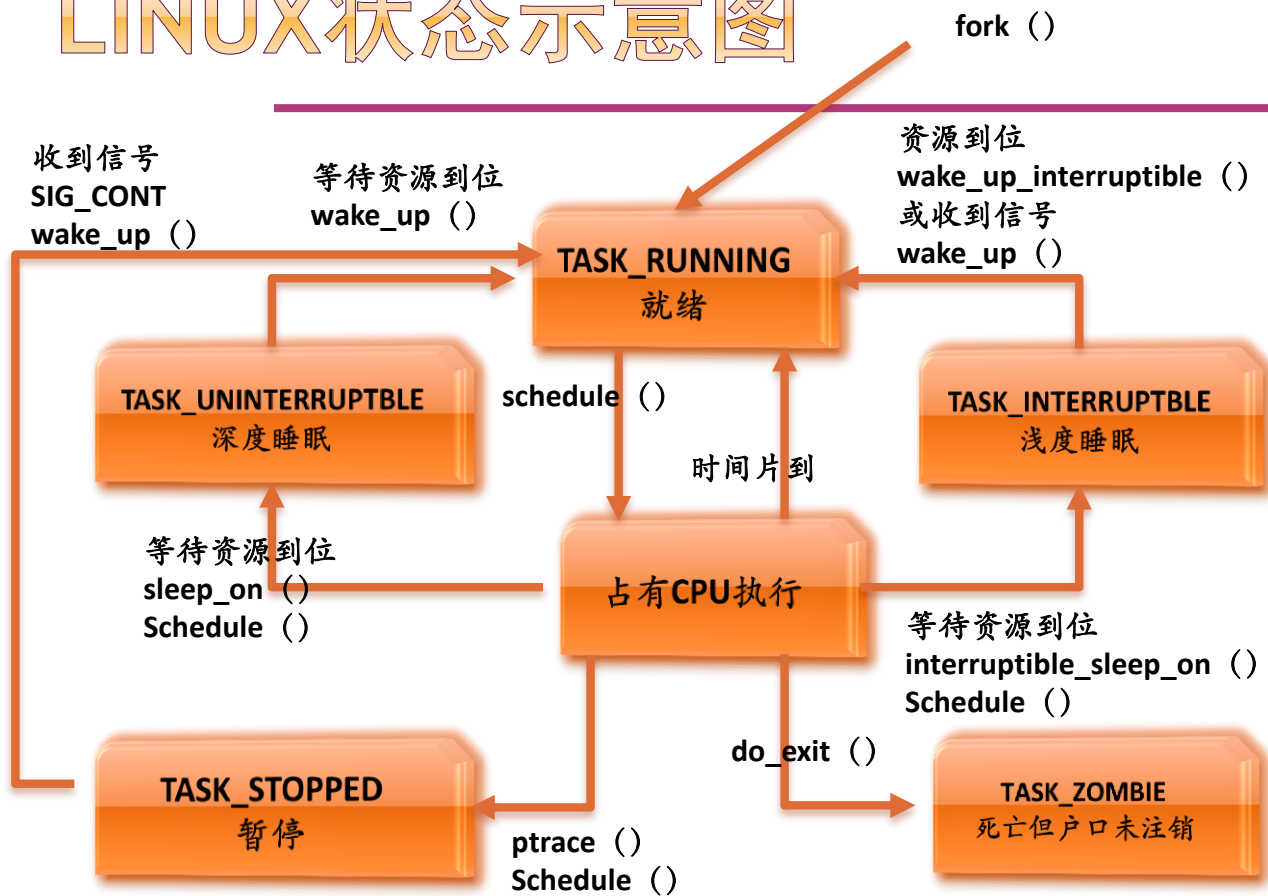 LINUX状态示意图
fork（）
收到信号
SIG_CONT
wake_up（）
等待资源到位
wake_up（）
资源到位
wake_up_interruptible（）
或收到信号
wake_up（）
TASK_RUNNING
就绪
TASK_UNINTERRUPTBLE
深度睡眠
schedule（）
时间片到
TASK_INTERRUPTBLE
浅度睡眠
等待资源到位
sleep_on（）
Schedule（）
占有CPU执行
等待资源到位
interruptible_sleep_on（）
Schedule（）
TASK_STOPPED
暂停
ptrace（）
Schedule（）
do_exit（）
TASK_ZOMBIE
死亡但户口未注销